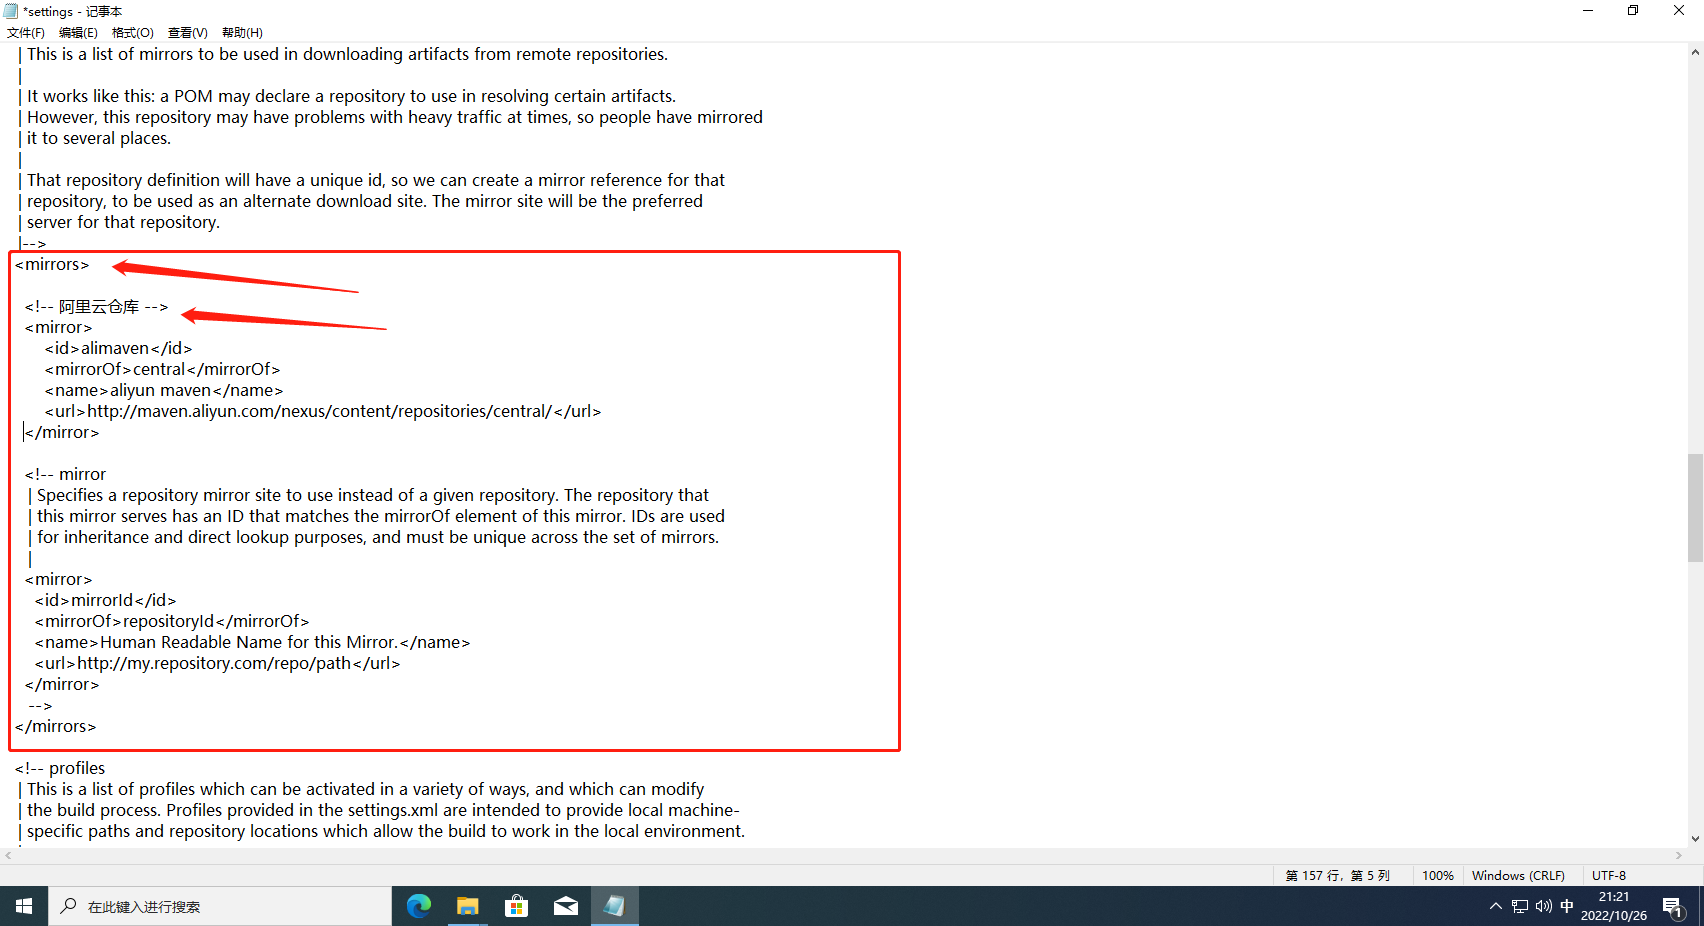 *settings - 记事本
文件(F) 编辑(E) 格式(O) 查看(V) 帮助(H)
| This is a list of mirrors to be used in downloading artifacts from remote repositories.
|
| It works like this: a POM may declare a repository to use in resolving certain artifacts.
| However, this repository may have problems with heavy traffic at times, so people have mirrored
| it to several places.
|
| That repository definition will have a unique id, so we can create a mirror reference for that
| repository, to be used as an alternate download site. The mirror site will be the preferred
| server for that repository.
|-->
<mirrors>
<!-- 阿里云仓库 -->
<mirror>
<id>alimaven</id>
<mirrorOf>central</mirrorOf>
<name>aliyun maven</name>
<url>http://maven.aliyun.com/nexus/content/repositories/central/</url>
</mirror>
<!-- mirror
| Specifies a repository mirror site to use instead of a given repository. The repository that
| this mirror serves has an ID that matches the mirrorOf element of this mirror. IDs are used
| for inheritance and direct lookup purposes, and must be unique across the set of mirrors.
|
<mirror>
<id>mirrorId</id>
<mirrorOf>repositoryId</mirrorOf>
<name>Human Readable Name for this Mirror.</name>
<url>http://my.repository.com/repo/path</url>
</mirror>
-->
</mirrors>
<!-- profiles
| This is a list of profiles which can be activated in a variety of ways, and which can modify
| the build process. Profiles provided in the settings.xml are intended to provide local machine-
| specific paths and repository locations which allow the build to work in the local environment.
第 157 行，第 5 列 100% Windows (CRLF) UTF-8
在此键入进行搜索
中
21:21
2022/10/26
1